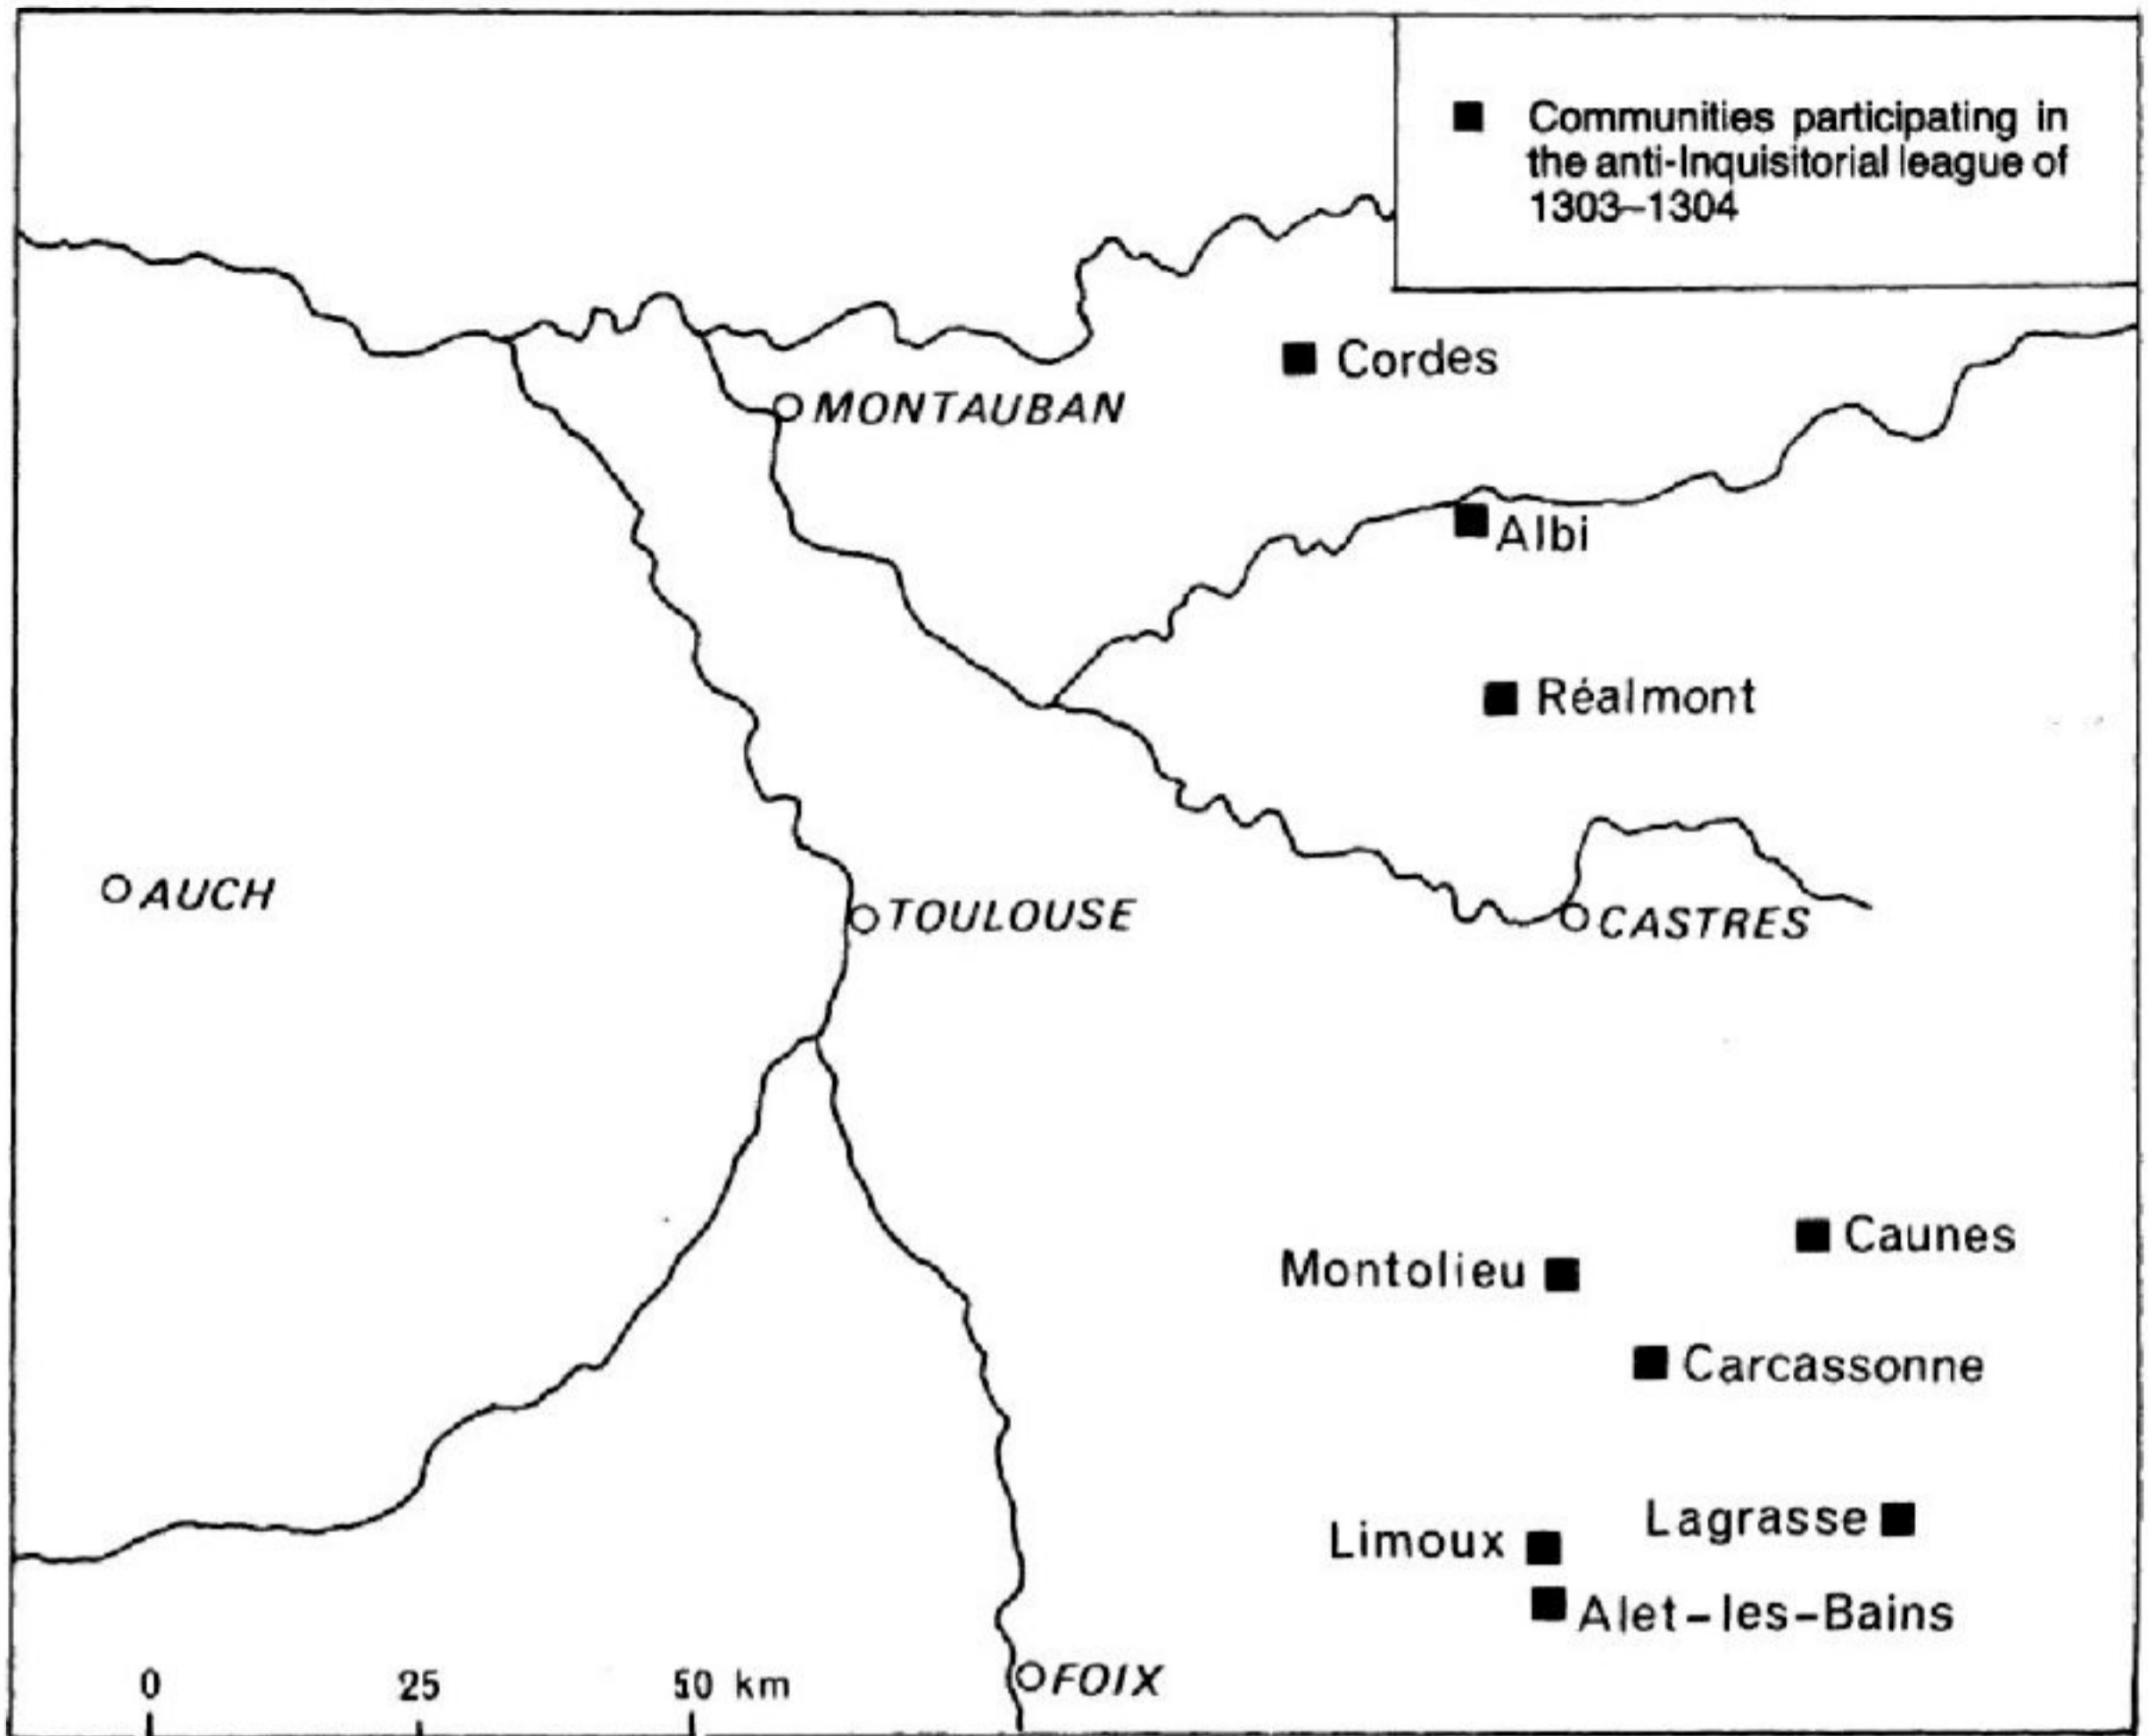 Communities participating in
the anti-Inquisitorial league of
1303–1304
Cordes
MONTAUBAN
Albi
Réalmont
AUCH
TOULOUSE
CASTRES
Caunes
Montolieu
Carcassonne
Lagrasse
Limoux
Alet-les-Bains
FOIX
0 25 50 km